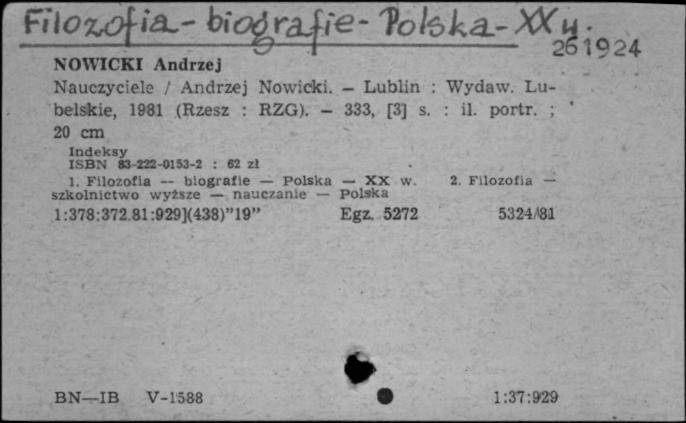 Filozofia - biografie - Polska - XX w.
261924
NOWICKI Andrzej
Nauczyciele / Andrzej Nowicki. — Lublin : Wydaw. Lu-
belskie, 1981 (Rzesz : RZG). — 333, [3] s. : il. portr. ;
20 cm
Indeksy
ISBN 83-222-0153-2 : 62 zł
1. Filozofia — biografie — Polska — XX w. 2. Filozofia —
szkolnictwo wyższe — nauczanie — Polska
1:378:372.81:929](438)"19" Egz. 5272 5324/81
BN—IB V-1588 1:37:929